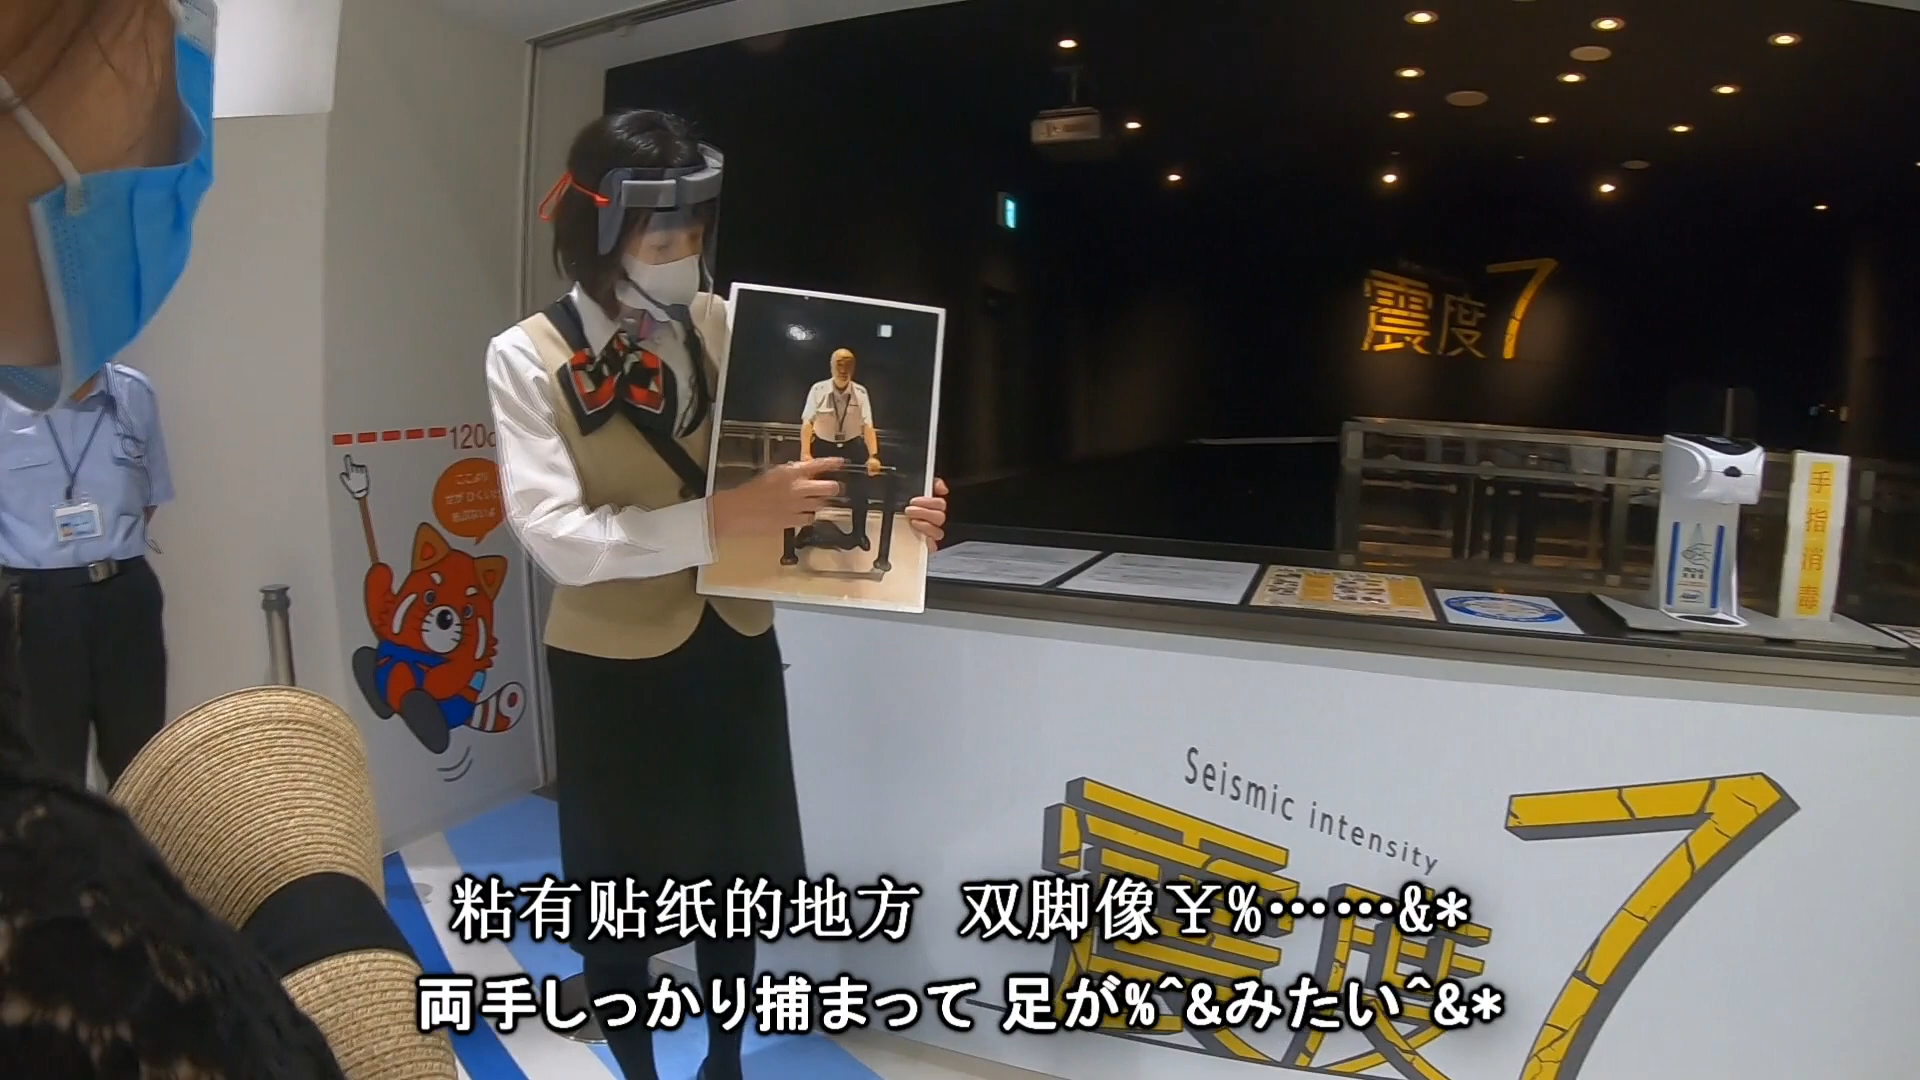 震度7
120c
手指消毒
Seismic intensity
震度7
粘有贴纸的地方 双脚像￥%……&*
両手しっかり捕まって 足が%^&みたい^&*